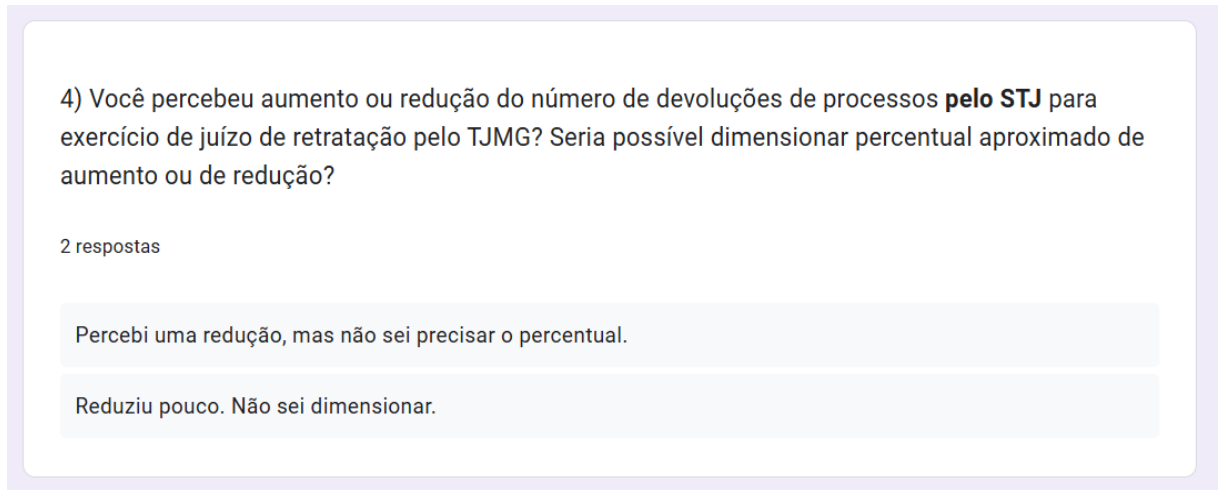 4) Você percebeu aumento ou redução do número de devoluções de processos pelo STJ para
exercício de juízo de retratação pelo TJMG? Seria possível dimensionar percentual aproximado de
aumento ou de redução?
2 respostas
Percebi uma redução, mas não sei precisar o percentual.
Reduziu pouco. Não sei dimensionar.